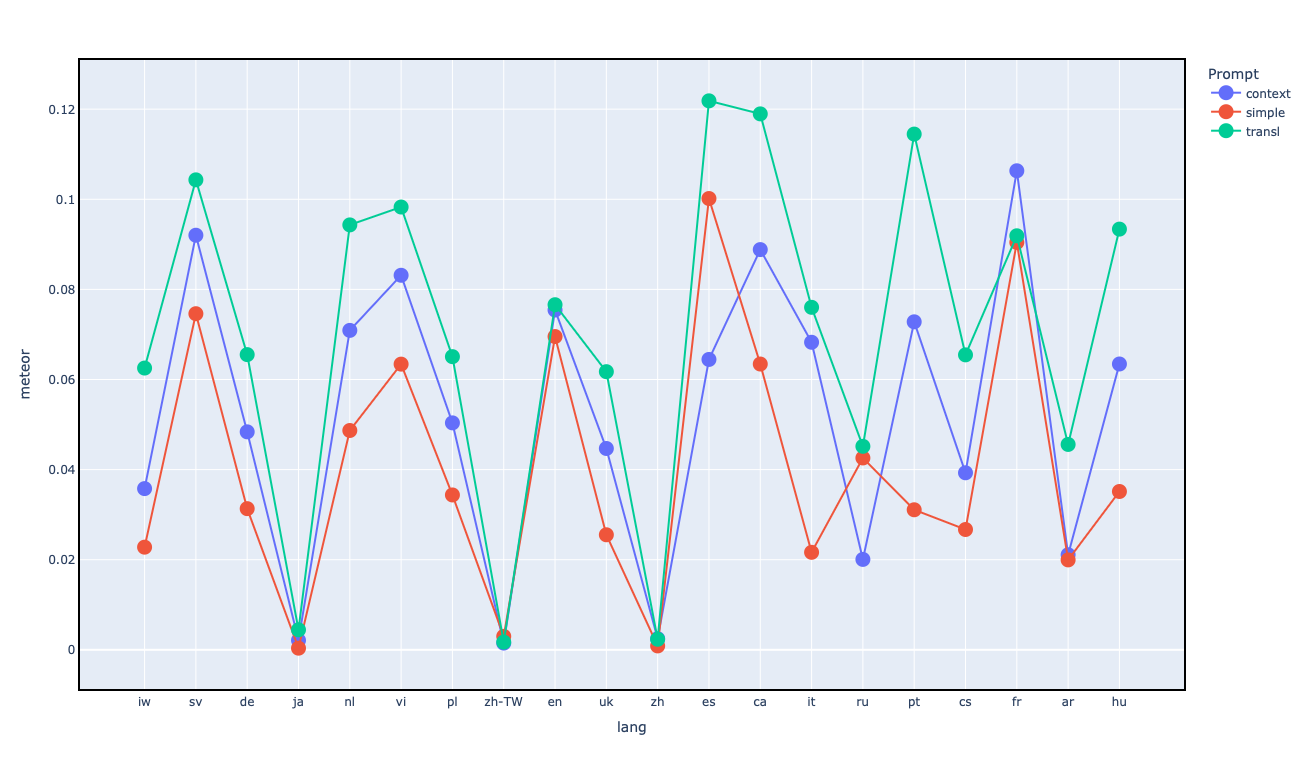 Prompt
context
simple
transl
0.12
0.1
0.08
0.06
0.04
0.02
0
meteor
iw sv de ja nl vi pl zh-TW en uk zh es ca it ru pt cs fr ar hu
lang